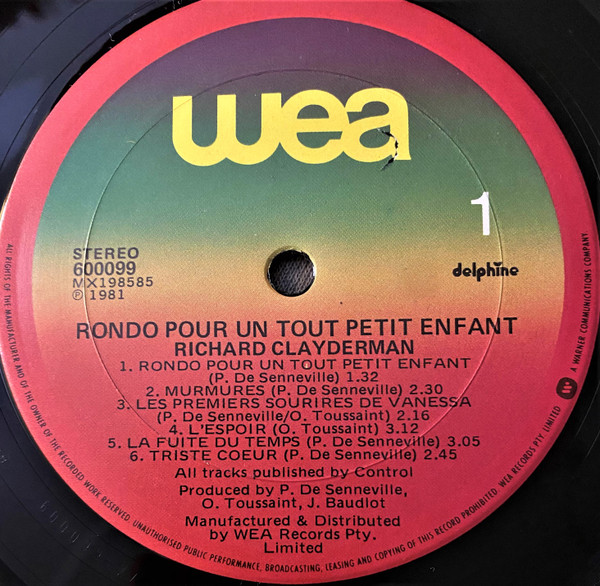 wea
1
STEREO
600099
MX198585
℗ 1981
delphine
RONDO POUR UN TOUT PETIT ENFANT
RICHARD CLAYDERMAN
1. RONDO POUR UN TOUT PETIT ENFANT
(P. De Senneville) 1.32
2. MURMURES (P. De Senneville) 2.30
3. LES PREMIERS SOURIRES DE VANESSA
(P. De Senneville/O. Toussaint) 2.16
4. L'ESPOIR (O. Toussaint) 3.12
5. LA FUITE DU TEMPS (P. De Senneville) 3.05
6. TRISTE COEUR (P. De Senneville) 2.45
All tracks published by Control
Produced by P. De Senneville,
O. Toussaint, J. Baudlot
Manufactured & Distributed
by WEA Records Pty.
Limited
ALL RIGHTS OF THE MANUFACTURER AND OF THE OWNER OF THE RECORDED WORK RESERVED. UNAUTHORISED PUBLIC PERFORMANCE, BROADCASTING, LEASING AND COPYING OF THIS RECORD PROHIBITED. WEA RECORDS PTY. LIMITED
A WARNER COMMUNICATIONS COMPANY.